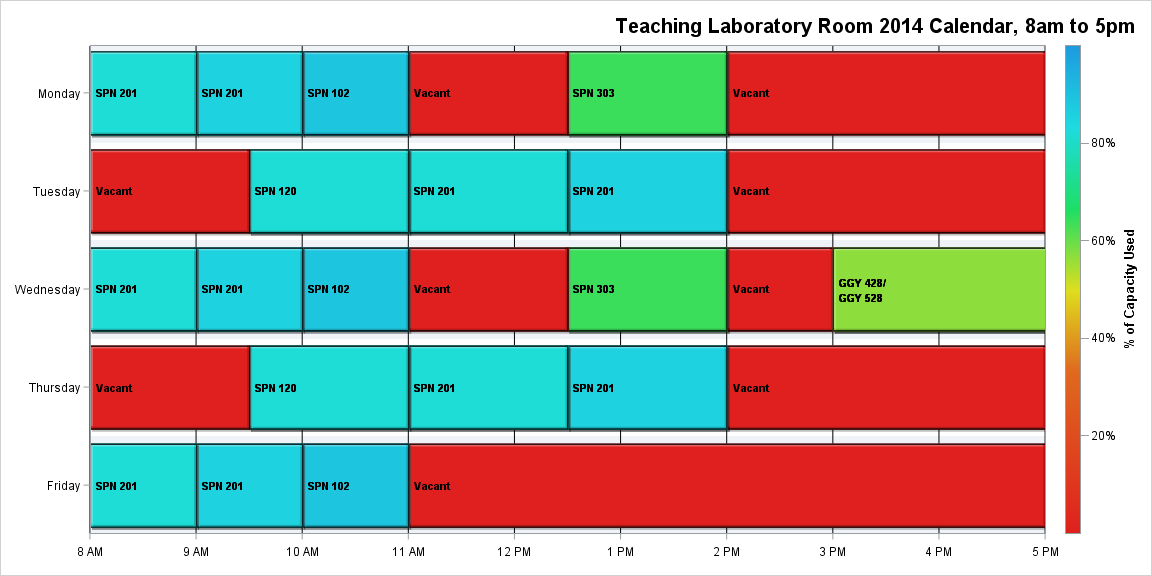 Teaching Laboratory Room 2014 Calendar, 8am to 5pm
Monday
SPN 201
SPN 201
SPN 102
Vacant
SPN 303
Vacant
Tuesday
Vacant
SPN 120
SPN 201
SPN 201
Vacant
Wednesday
SPN 201
SPN 201
SPN 102
Vacant
SPN 303
Vacant
GGY 428/
GGY 528
Thursday
Vacant
SPN 120
SPN 201
SPN 201
Vacant
Friday
SPN 201
SPN 201
SPN 102
Vacant
8 AM
9 AM
10 AM
11 AM
12 PM
1 PM
2 PM
3 PM
4 PM
5 PM
80%
60%
40%
20%
% of Capacity Used